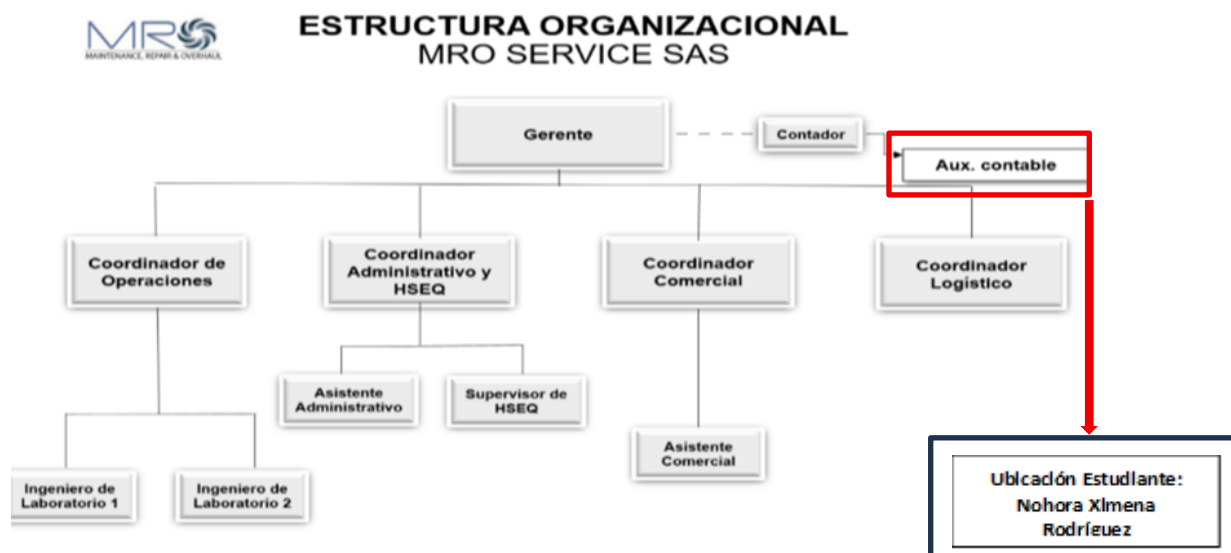 MRO
MAINTENANCE, REPAIR & OVERHAUL
ESTRUCTURA ORGANIZACIONAL
MRO SERVICE SAS
Gerente
Contador
Aux. contable
Coordinador de
Operaciones
Coordinador
Administrativo y
HSEQ
Coordinador
Comercial
Coordinador
Logístico
Asistente
Administrativo
Supervisor de
HSEQ
Asistente
Comercial
Ingeniero de
Laboratorio 1
Ingeniero de
Laboratorio 2
Ubicación Estudiante:
Nohora Ximena
Rodríguez